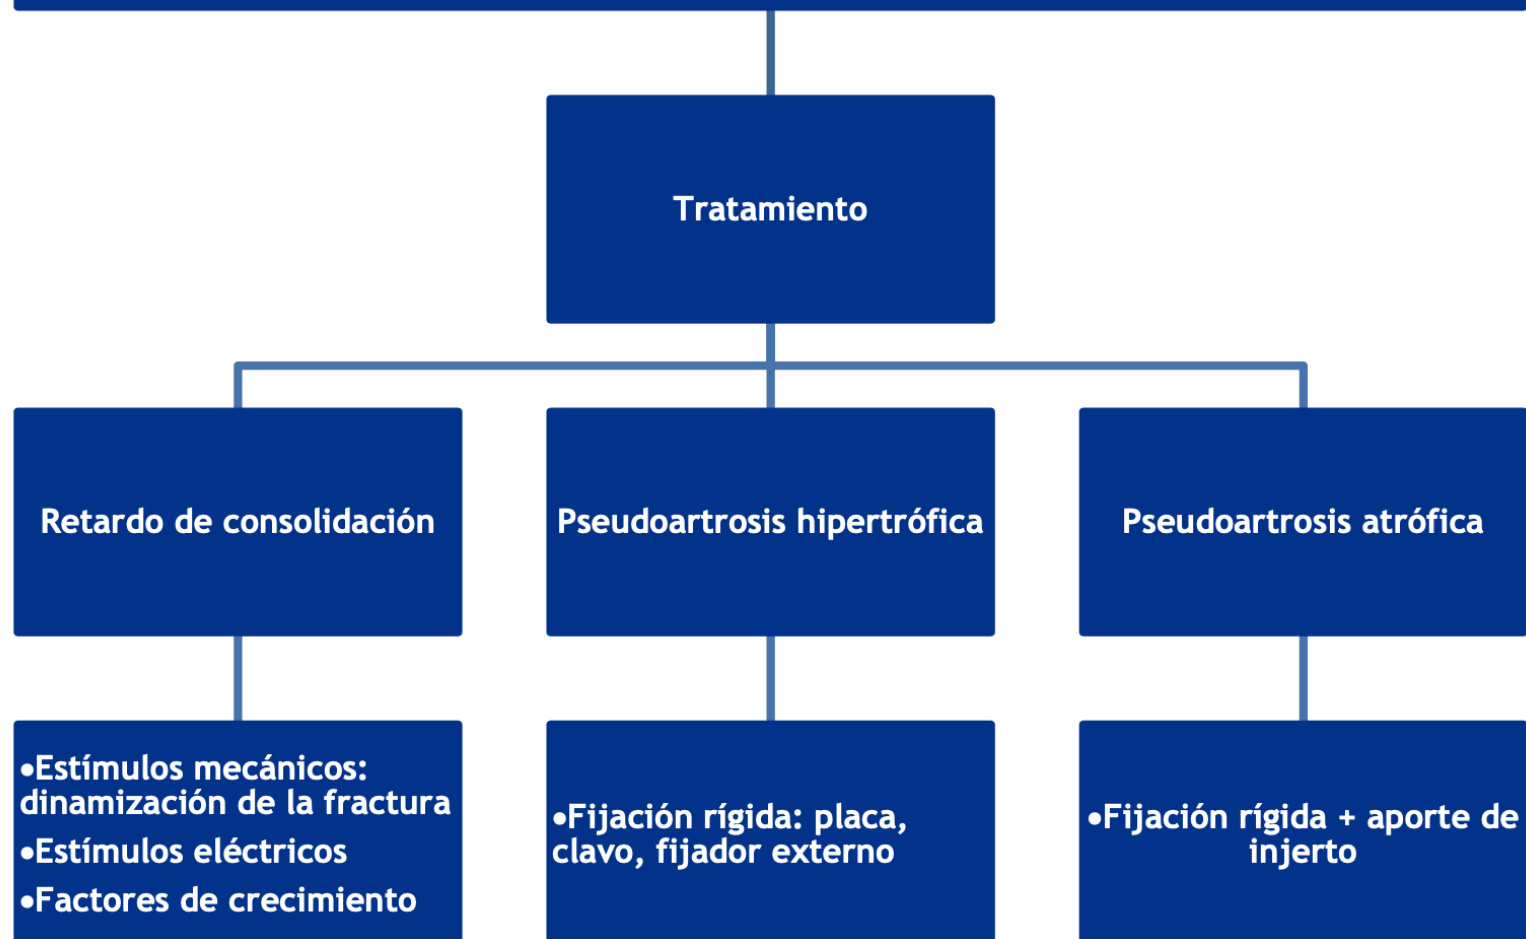 Tratamiento
Retardo de consolidación
Pseudoartrosis hipertrófica
Pseudoartrosis atrófica
•Estímulos mecánicos:
dinamización de la fractura
•Estímulos eléctricos
•Factores de crecimiento
•Fijación rígida: placa,
clavo, fijador externo
•Fijación rígida + aporte de
injerto